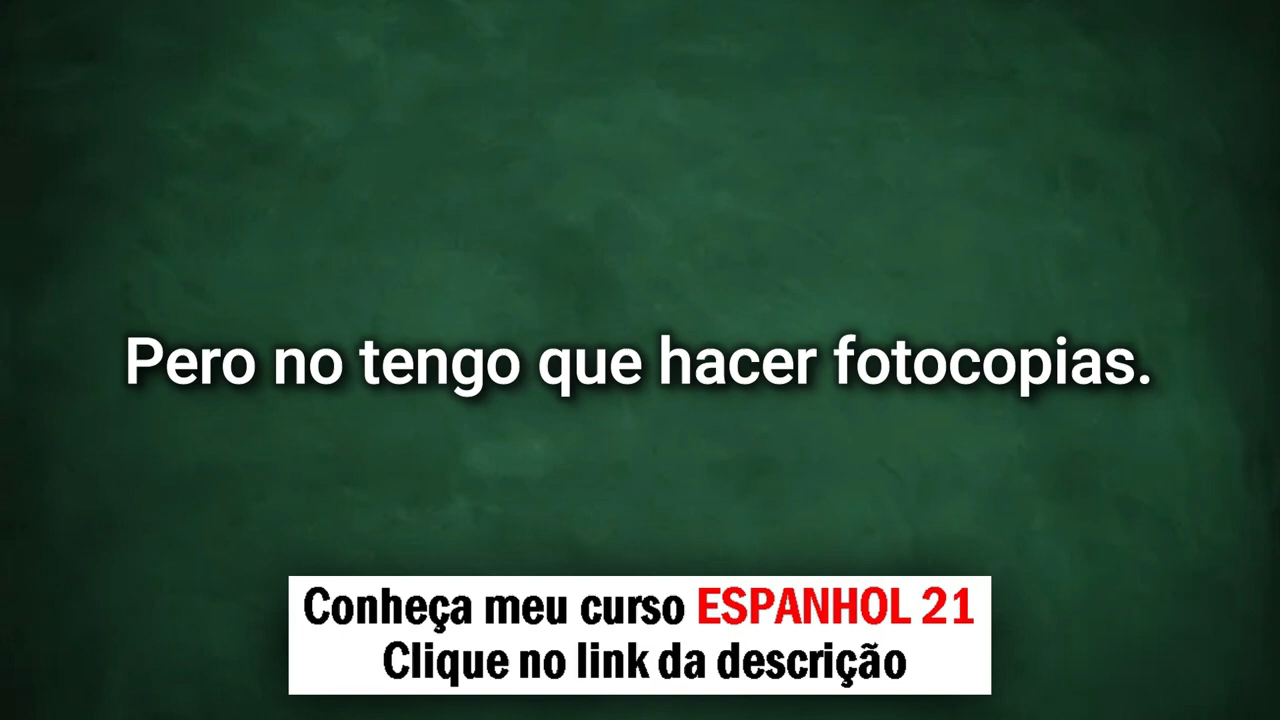 Pero no tengo que hacer fotocopias.
Conheça meu curso ESPANHOL 21
Clique no link da descrição